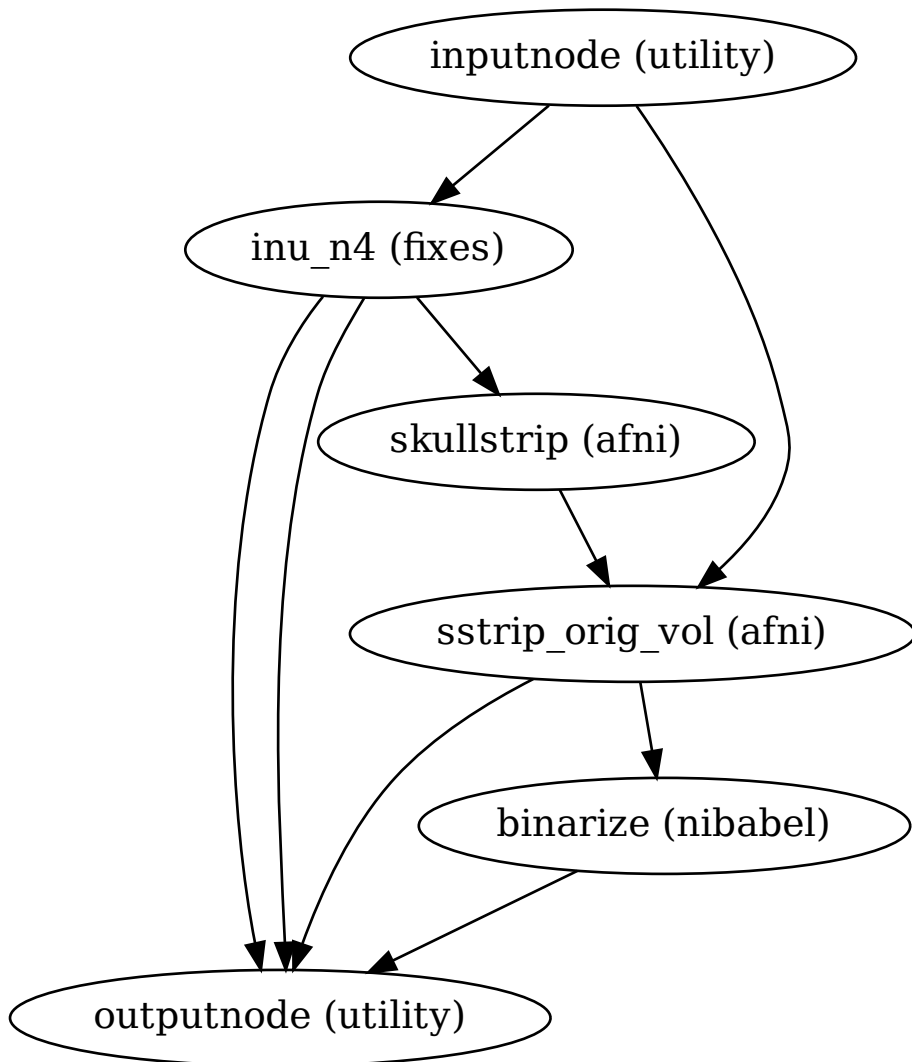 inputnode (utility)
inu_n4 (fixes)
skullstrip (afni)
sstrip_orig_vol (afni)
binarize (nibabel)
outputnode (utility)